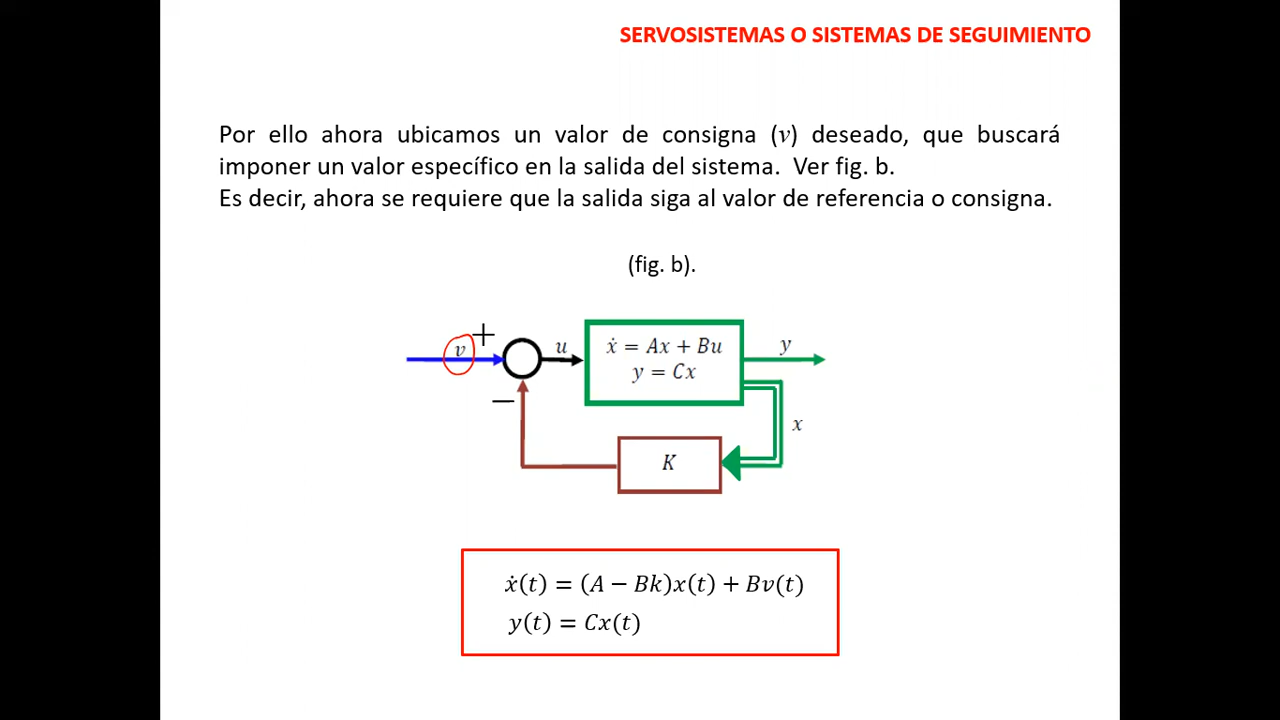 SERVOSISTEMAS O SISTEMAS DE SEGUIMIENTO
Por ello ahora ubicamos un valor de consigna (v) deseado, que buscará
imponer un valor específico en la salida del sistema. Ver fig. b.
Es decir, ahora se requiere que la salida siga al valor de referencia o consigna.
(fig. b).
v
+
u
ẋ = Ax + Bu
y = Cx
y
x
−
K
ẋ(t) = (A − Bk)x(t) + Bv(t)
y(t) = Cx(t)